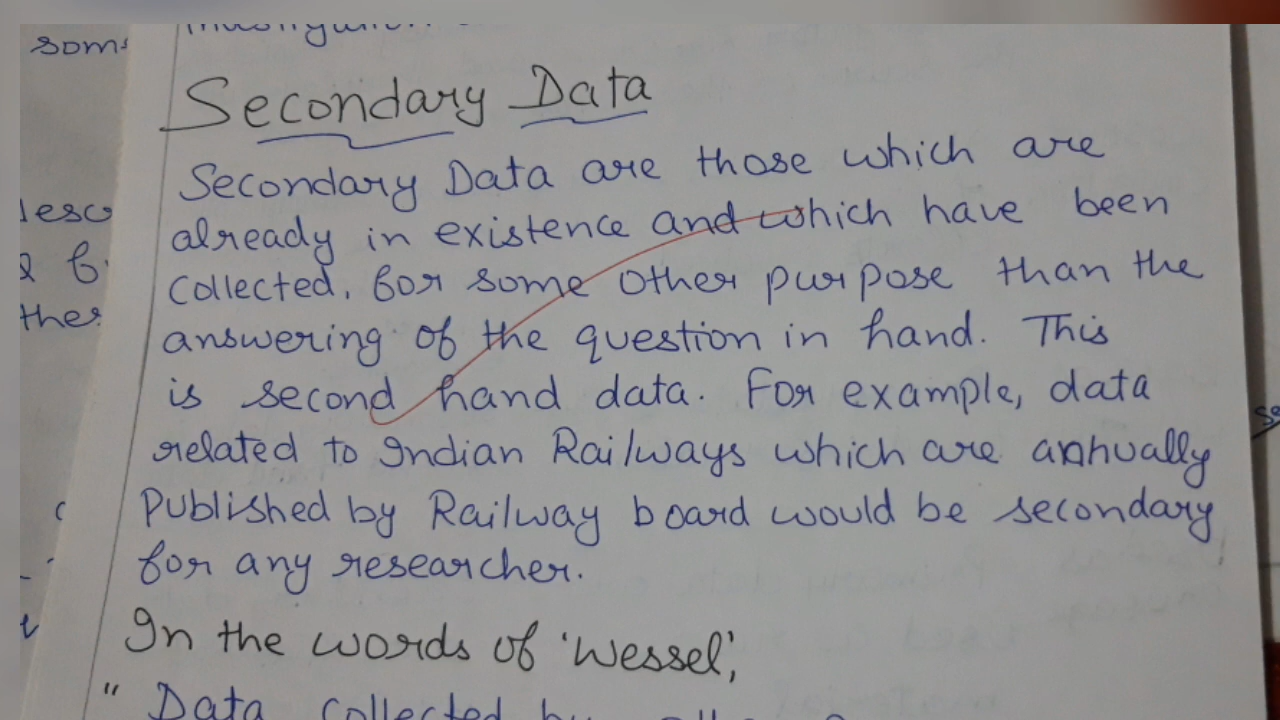 Secondary Data
Secondary Data are those which are
already in existence and which have been
collected. for some other purpose than the
answering of the question in hand. This
is second hand data. For example, data
related to Indian Railways which are annually
Published by Railway board would be secondary
for any researcher.
In the words of 'Wessel',
" Data collected by